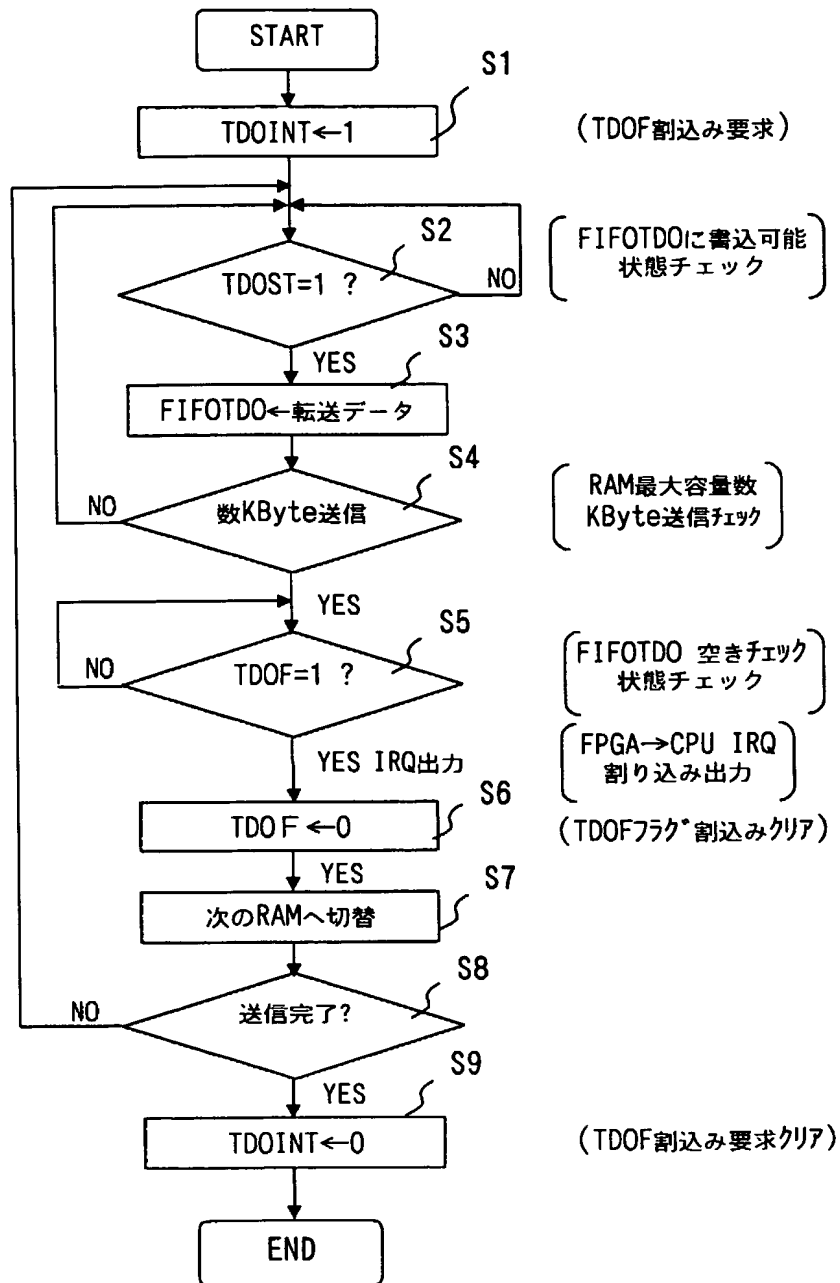 START
S1
TDOINT←1
(TDOF割込み要求)
S2
TDOST=1 ?
NO
FIFOTDOに書込可能
状態チェック
YES
S3
FIFOTDO←転送データ
S4
NO
数KByte送信
RAM最大容量数
KByte送信ﾁｪｯｸ
YES
S5
NO
TDOF=1 ?
FIFOTDO 空きﾁｪｯｸ
状態チェック
YES IRQ出力
FPGA→CPU IRQ
割り込み出力
S6
TDOF←0
(TDOFﾌﾗｸﾞ割込みｸﾘｱ)
YES
S7
次のRAMへ切替
S8
NO
送信完了?
YES
S9
TDOINT←0
(TDOF割込み要求ｸﾘｱ)
END